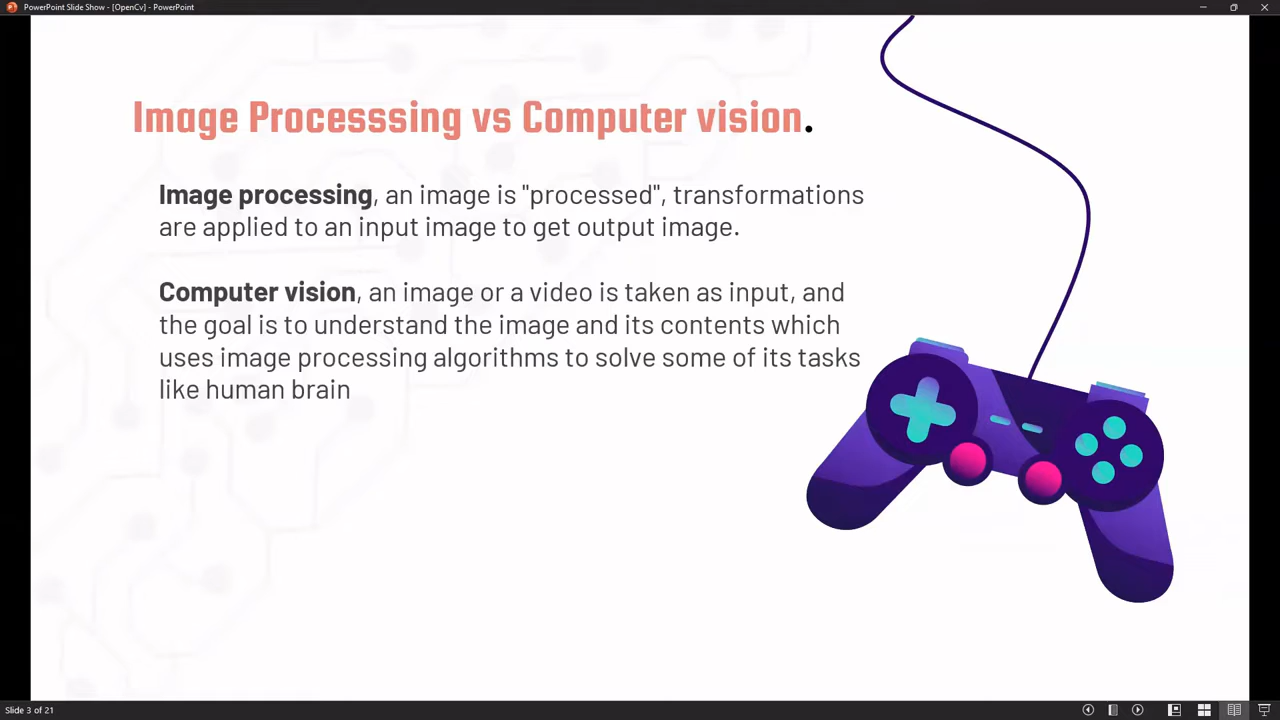 PowerPoint Slide Show - [OpenCv] - PowerPoint
Image Processsing vs Computer vision.
Image processing, an image is "processed", transformations
are applied to an input image to get output image.
Computer vision, an image or a video is taken as input, and
the goal is to understand the image and its contents which
uses image processing algorithms to solve some of its tasks
like human brain
Slide 3 of 21